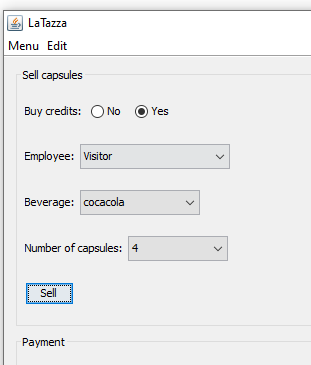 LaTazza
Menu Edit
Sell capsules
Buy credits: No Yes
Employee: Visitor
Beverage: cocacola
Number of capsules: 4
Sell
Payment